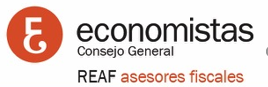 economistas
Consejo General
REAF asesores fiscales